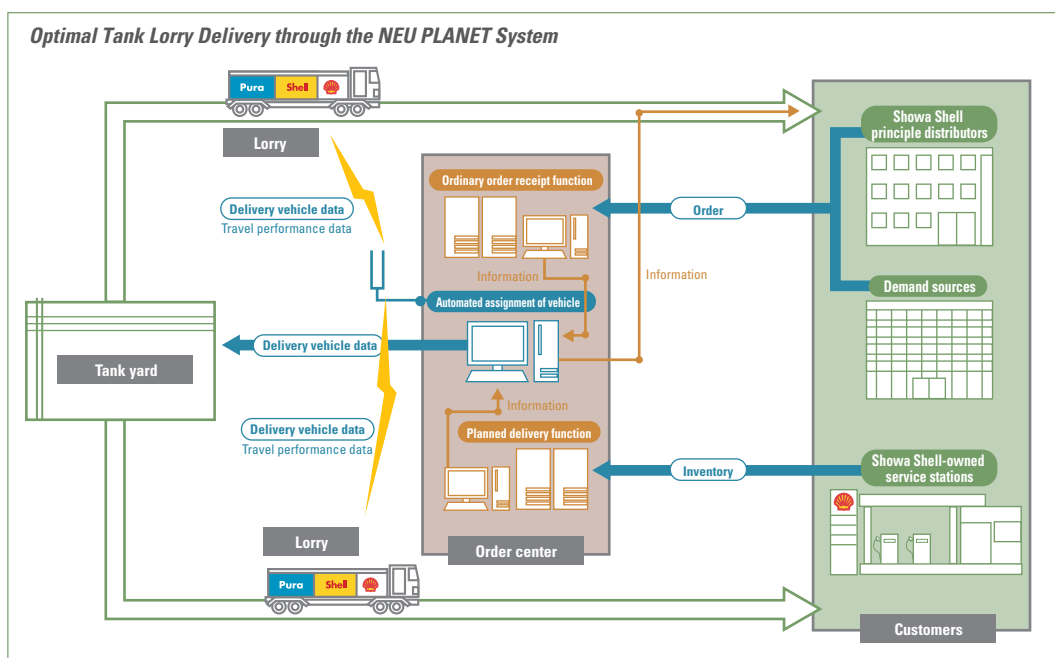 Optimal Tank Lorry Delivery through the NEU PLANET System
Pura
Shell
Lorry
Showa Shell
principle distributors
Ordinary order receipt function
Delivery vehicle data
Travel performance data
Order
Information
Information
Demand sources
Automated assignment of vehicle
Delivery vehicle data
Tank yard
Information
Delivery vehicle data
Travel performance data
Planned delivery function
Inventory
Showa Shell-owned
service stations
Lorry
Order center
Pura
Shell
Customers